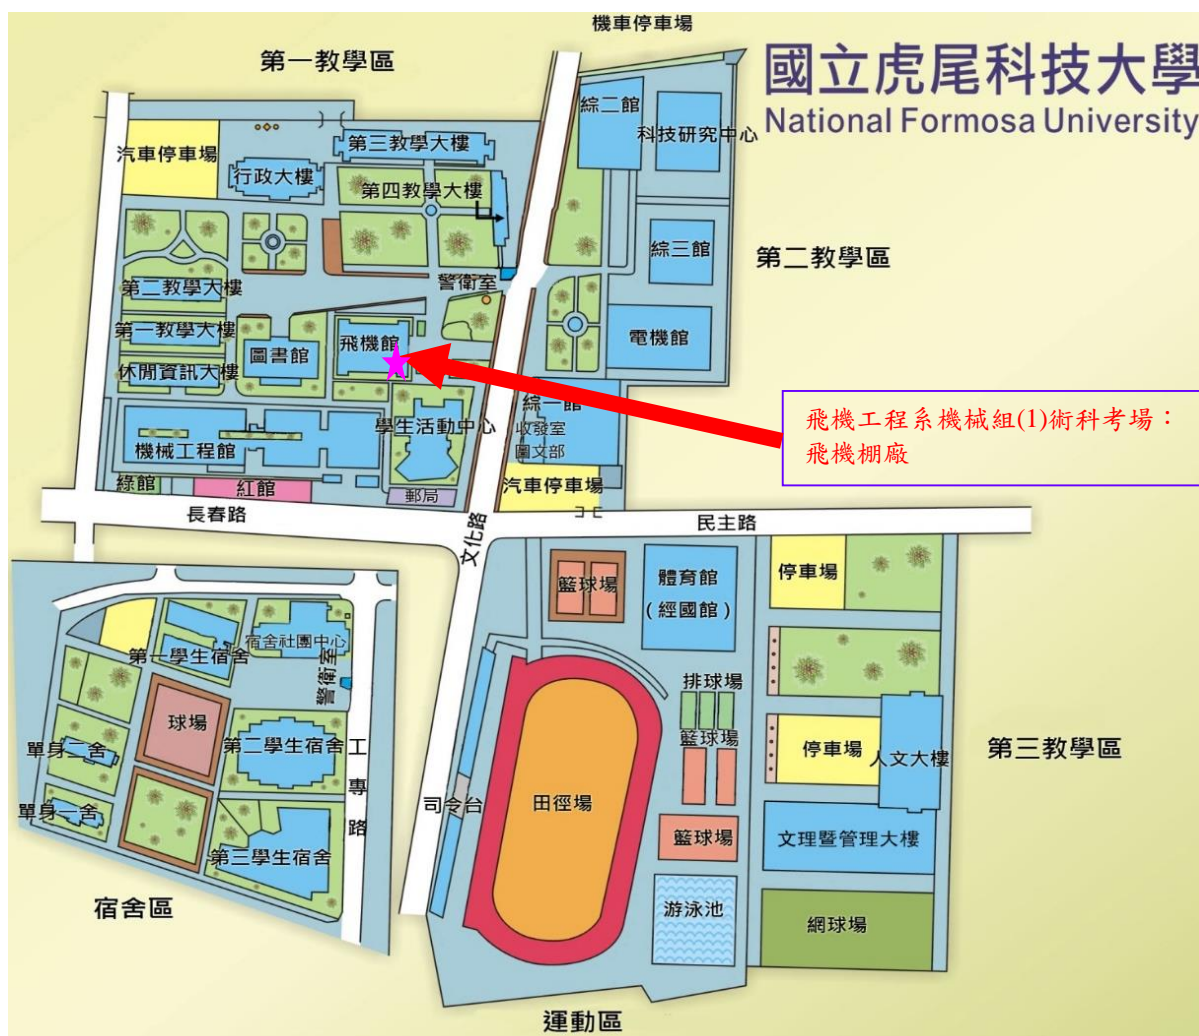 機車停車場
第一教學區
國立虎尾科技大學
National Formosa University
綜二館
科技研究中心
汽車停車場
第三教學大樓
行政大樓
第四教學大樓
綜三館
第二教學區
警衛室
第二教學大樓
第一教學大樓
飛機館
電機館
圖書館
休閒資訊大樓
綜一館
收發室
圖文部
飛機工程系機械組(1)術科考場：
飛機棚廠
學生活動中心
機械工程館
綠館
紅館
郵局
汽車停車場
長春路
文化路
民主路
籃球場
體育館
(經國館)
停車場
宿舍社團中心
第一學生宿舍
警衛室
排球場
球場
第二學生宿舍
工專路
籃球場
停車場
人文大樓
第三教學區
單身二舍
單身一舍
司令台
田徑場
籃球場
文理暨管理大樓
第三學生宿舍
宿舍區
游泳池
網球場
運動區